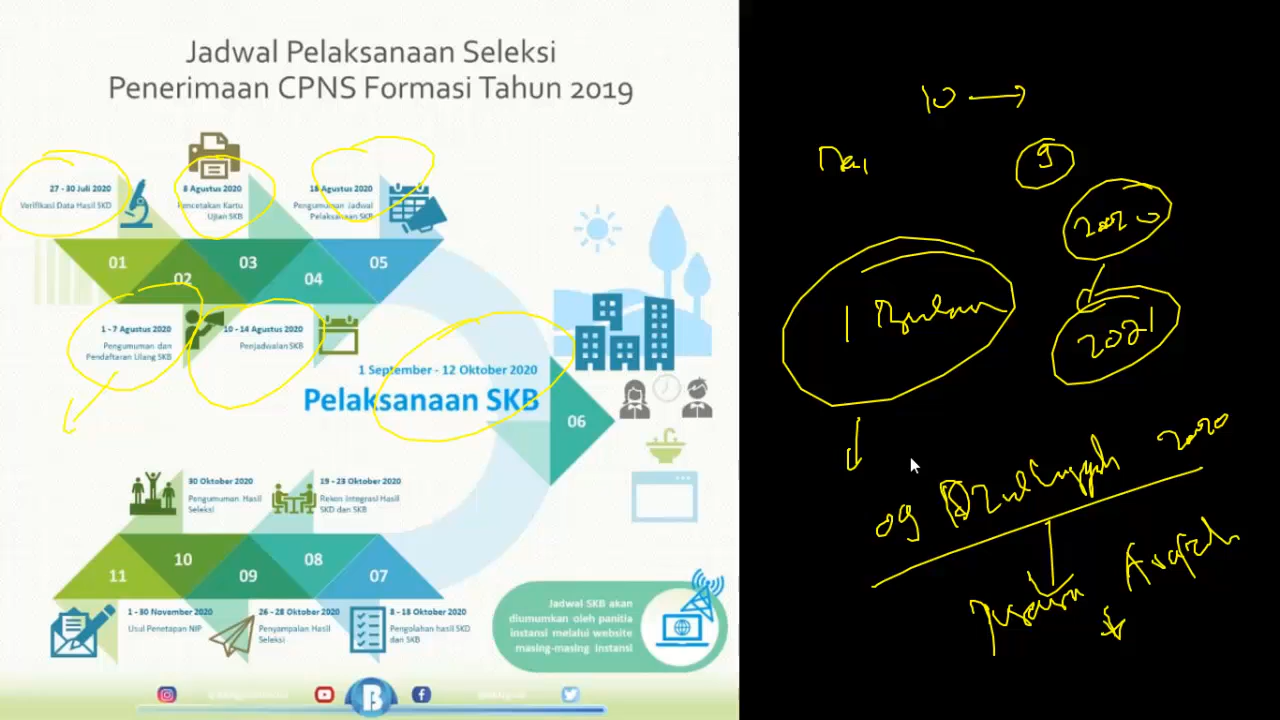 Jadwal Pelaksanaan Seleksi
Penerimaan CPNS Formasi Tahun 2019
27 - 30 Juli 2020
Verifikasi Data Hasil SKD
8 Agustus 2020
Pencetakan Kartu
Ujian SKB
18 Agustus 2020
Pengumuman Jadwal
Pelaksanaan SKB
01
02
03
04
05
1 - 7 Agustus 2020
Pengumuman dan
Pendaftaran Ulang SKB
10 - 14 Agustus 2020
Penjadwalan SKB
1 September - 12 Oktober 2020
Pelaksanaan SKB
06
30 Oktober 2020
Pengumuman Hasil
Seleksi
19 - 23 Oktober 2020
Rekon Integrasi Hasil
SKD dan SKB
11
10
09
08
07
1 - 30 November 2020
Usul Penetapan NIP
26 - 28 Oktober 2020
Penyampaian Hasil
Seleksi
8 - 18 Oktober 2020
Pengolahan hasil SKD
dan SKB
Jadwal SKB akan
diumumkan oleh panitia
instansi melalui website
masing-masing instansi
B
10
9
2020
1 Bulan
2021
09 Dzulhijjah 2020
Arafah